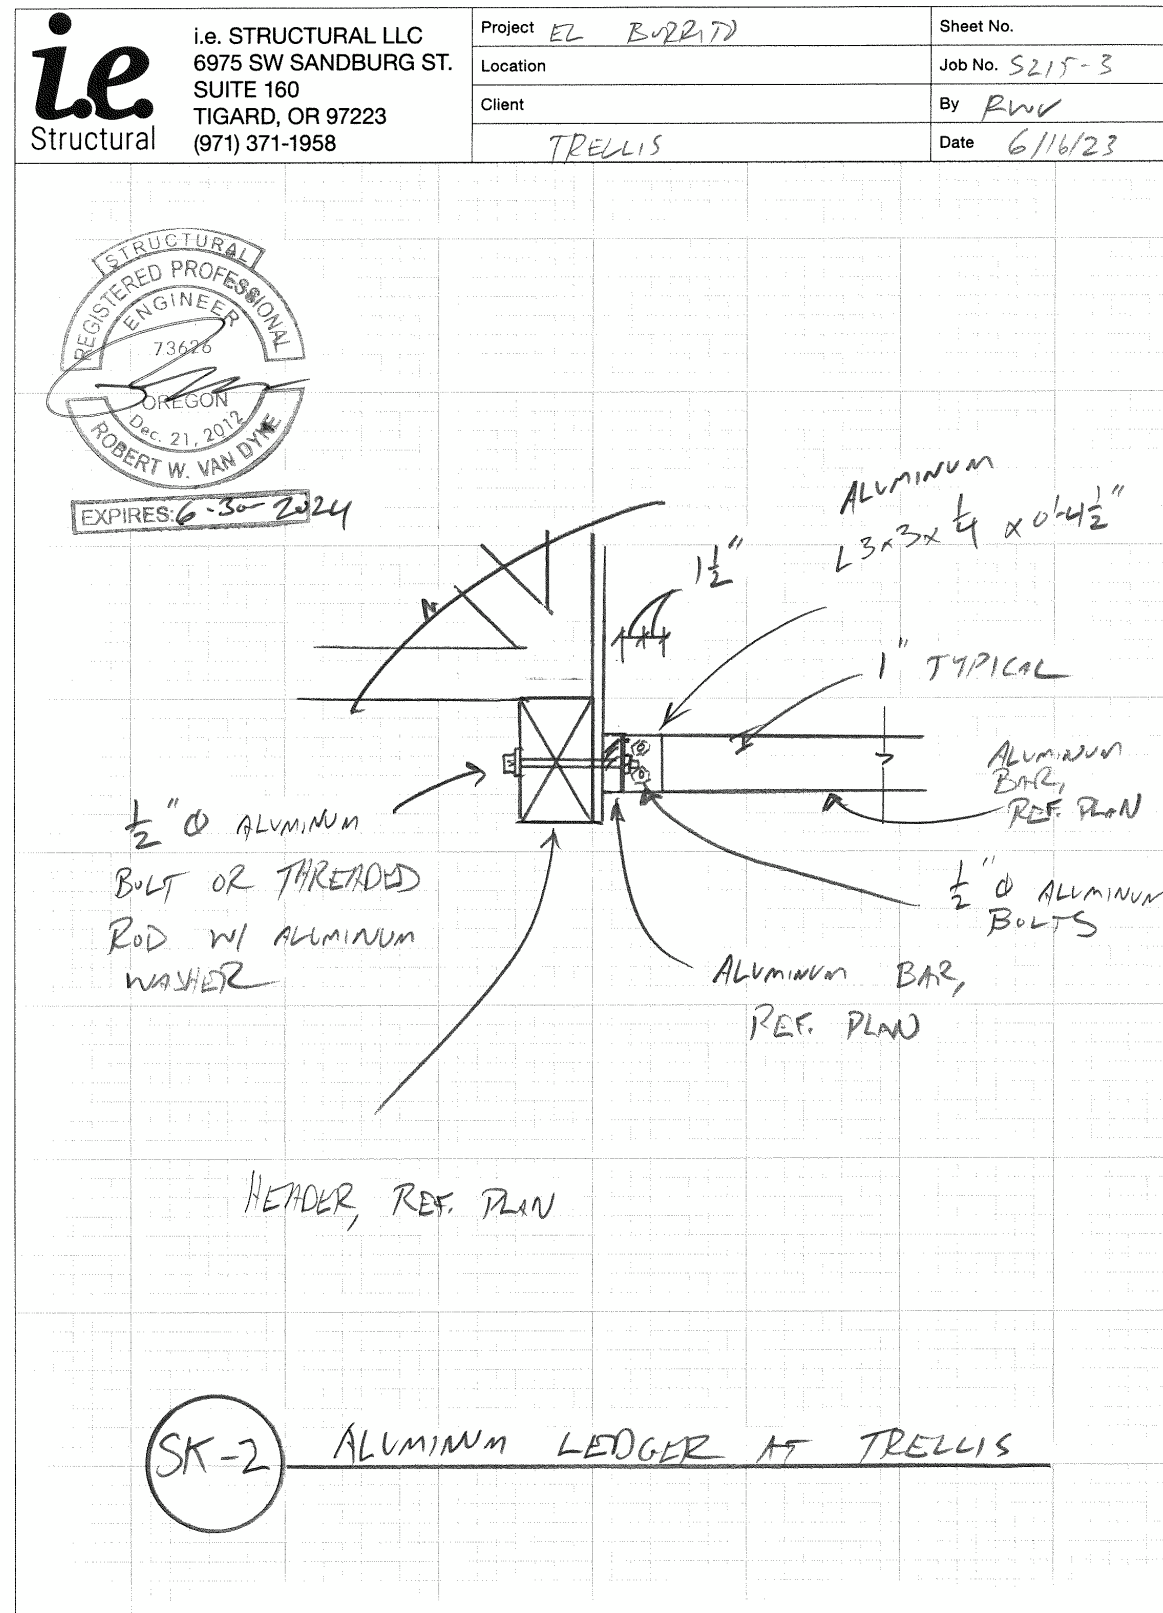 i.e.
Structural
i.e. STRUCTURAL LLC
6975 SW SANDBURG ST.
SUITE 160
TIGARD, OR 97223
(971) 371-1958
Project EL BURRITO
Location
Client
TRELLIS
Sheet No.
Job No. S215-3
By RWV
Date 6/16/23
STRUCTURAL
REGISTERED PROFESSIONAL
ENGINEER
73626
OREGON
Dec. 21, 2012
ROBERT W. VAN DYNE
EXPIRES: 6-30-2024
ALUMINUM
L3x3x 1/4 x 0'-4 1/2"
1 1/2"
1" TYPICAL
ALUMINUM
BAR,
REF. PLAN
1/2" Φ ALUMINUM
BOLT OR THREADED
ROD W/ ALUMINUM
WASHER
1/2" Φ ALUMINUM
BOLTS
ALUMINUM BAR,
REF. PLAN
HEADER, REF. PLAN
SK-2 ALUMINUM LEDGER AT TRELLIS